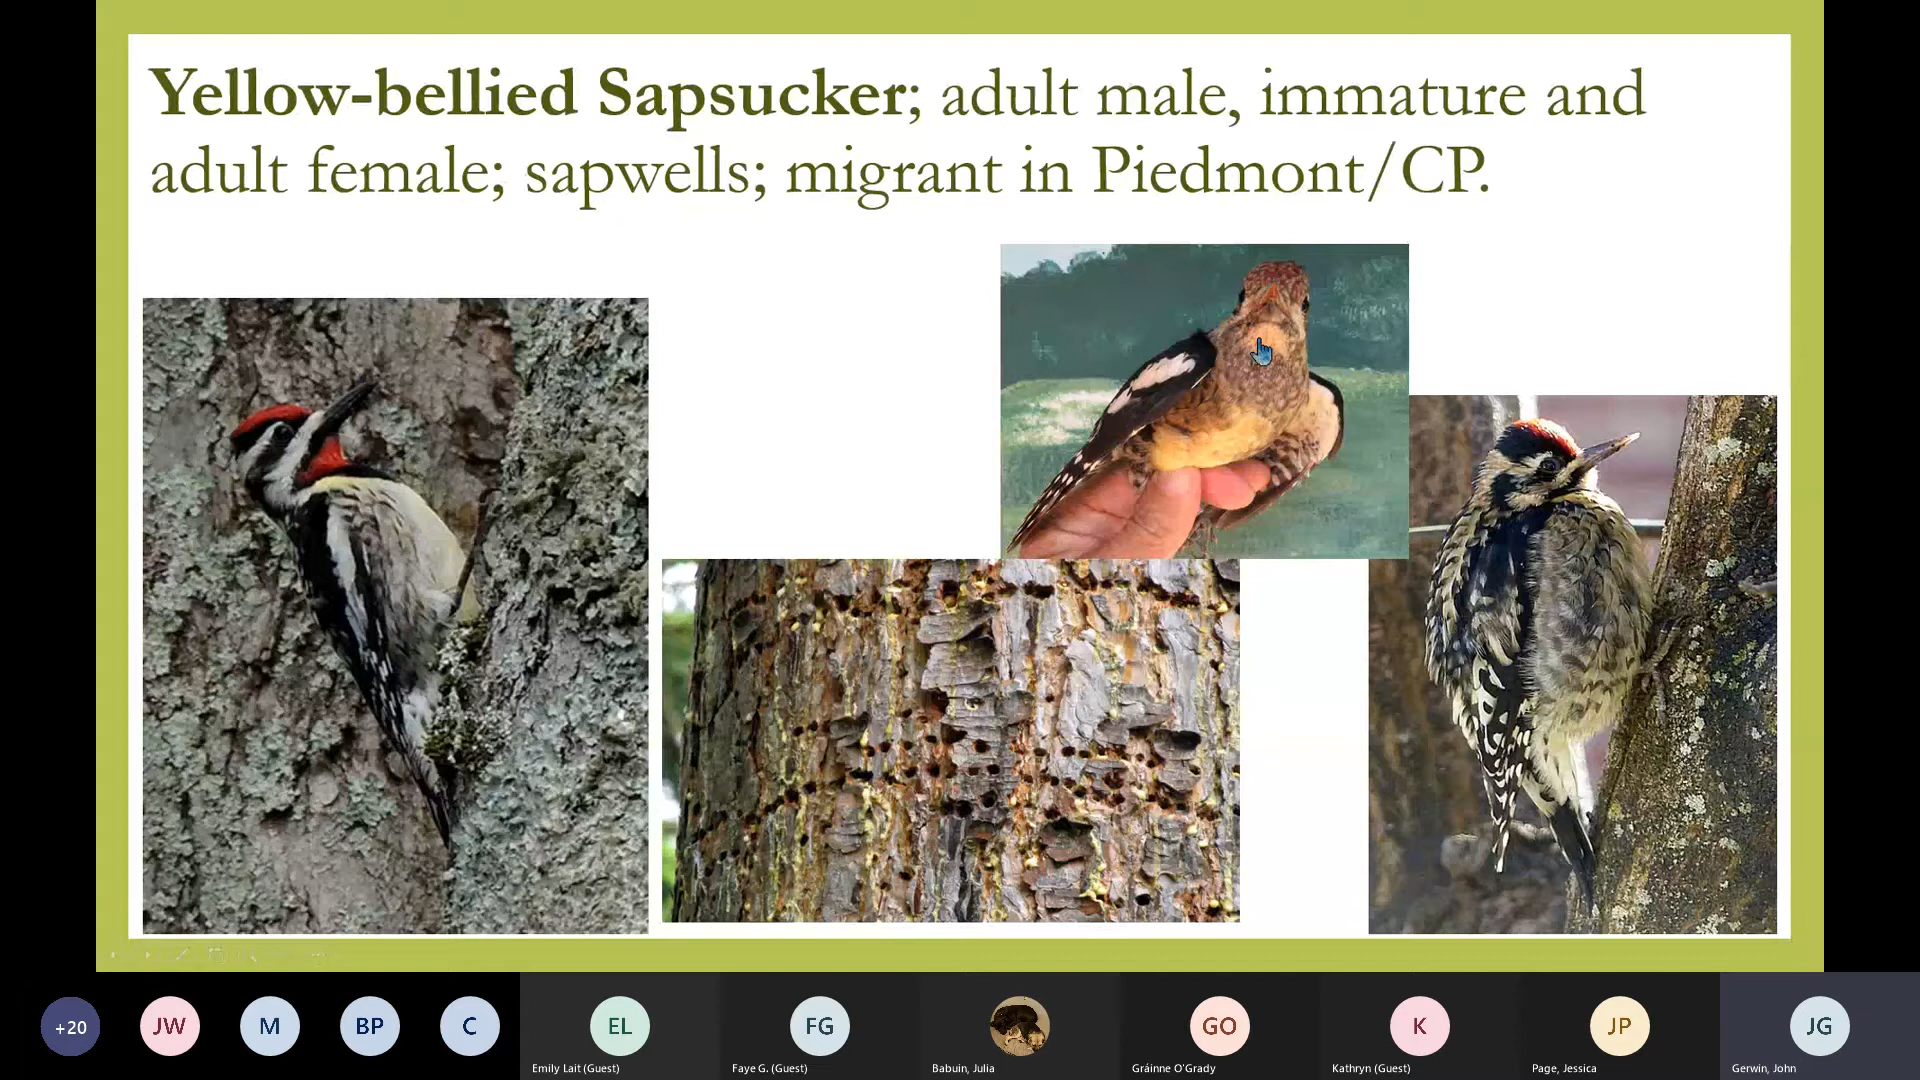 Yellow-bellied Sapsucker; adult male, immature and
adult female; sapwells; migrant in Piedmont/CP.
+20
JW
M
BP
C
EL
FG
GO
K
JP
JG
Emily Lait (Guest)
Faye G. (Guest)
Babuin, Julia
Gráinne O'Grady
Kathryn (Guest)
Page, Jessica
Gerwin, John